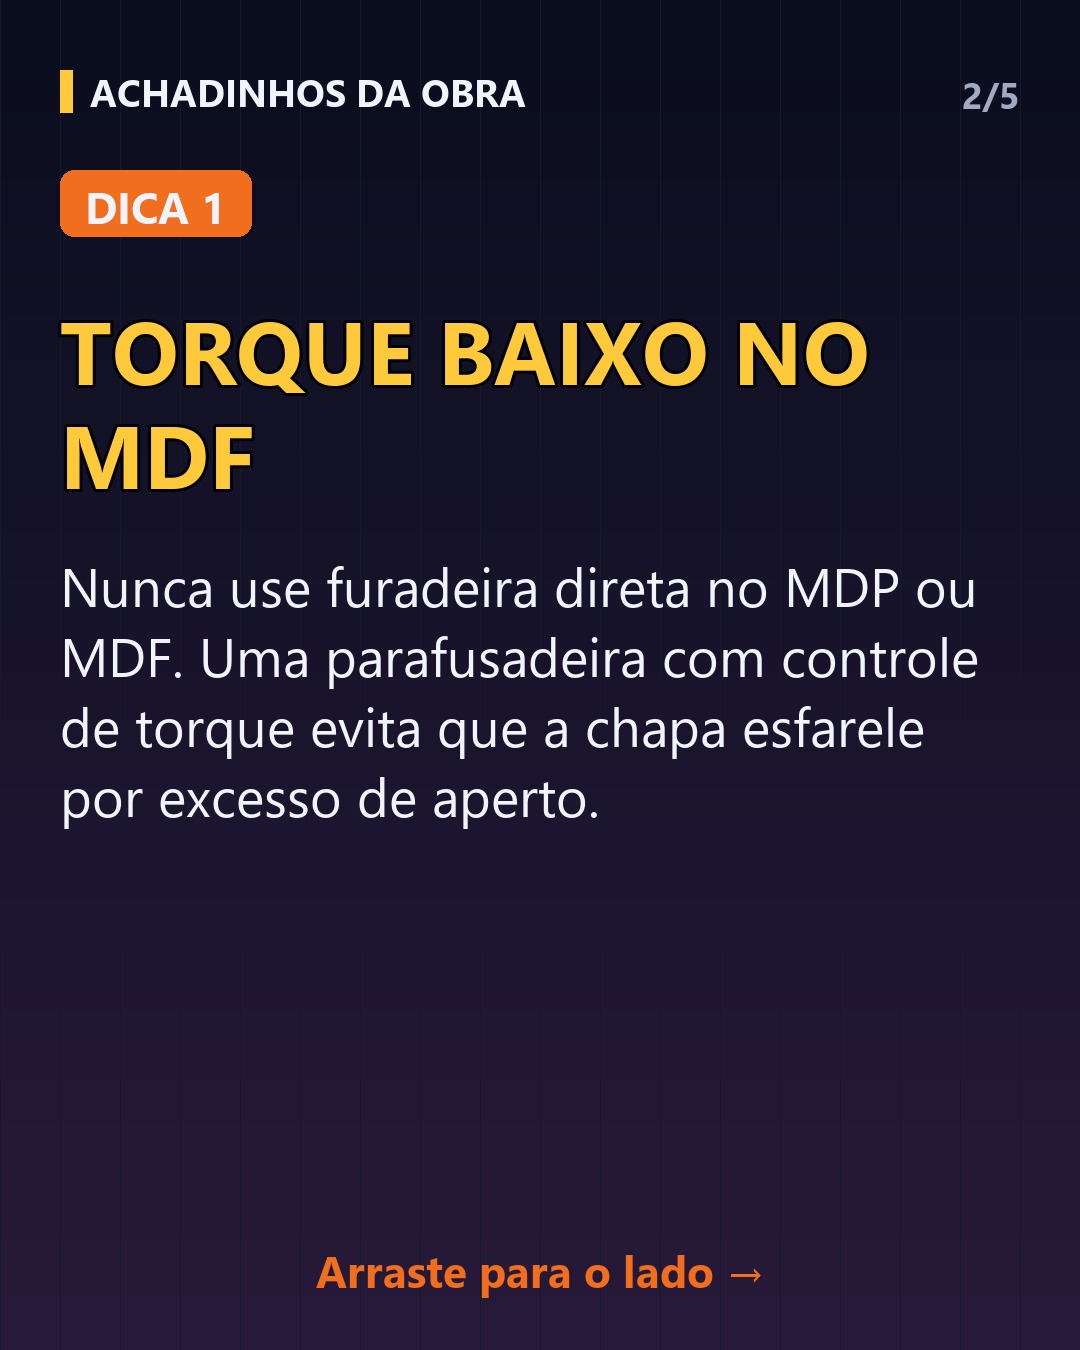 ACHADINHOS DA OBRA
2/5
DICA 1
TORQUE BAIXO NO
MDF
Nunca use furadeira direta no MDP ou
MDF. Uma parafusadeira com controle
de torque evita que a chapa esfarele
por excesso de aperto.
Arraste para o lado →